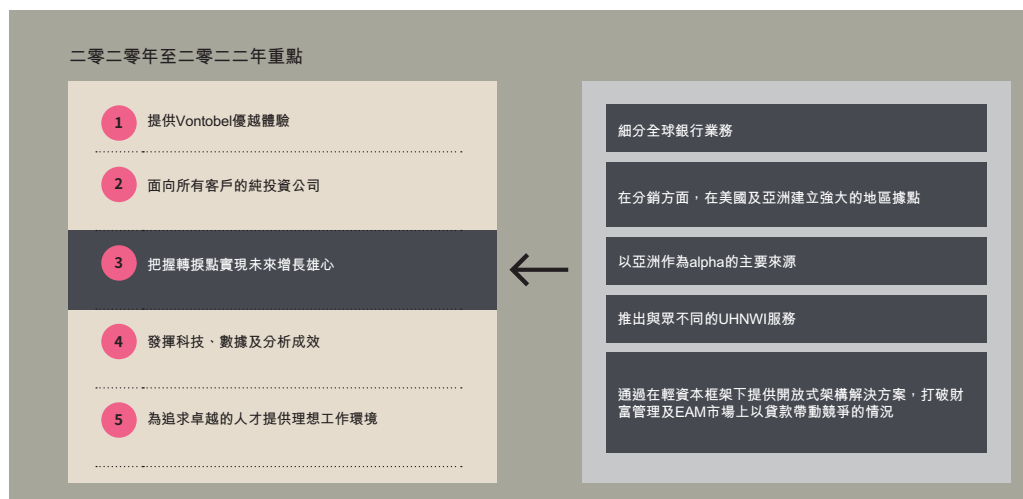 二零二零年至二零二二年重點
1 提供Vontobel優越體驗
2 面向所有客戶的純投資公司
3 把握轉捩點實現未來增長雄心
4 發揮科技、數據及分析成效
5 為追求卓越的人才提供理想工作環境
細分全球銀行業務
在分銷方面，在美國及亞洲建立強大的地區據點
以亞洲作為alpha的主要來源
推出與眾不同的UHNWI服務
通過在輕資本框架下提供開放式架構解決方案，打破財
富管理及EAM市場上以貸款帶動競爭的情況